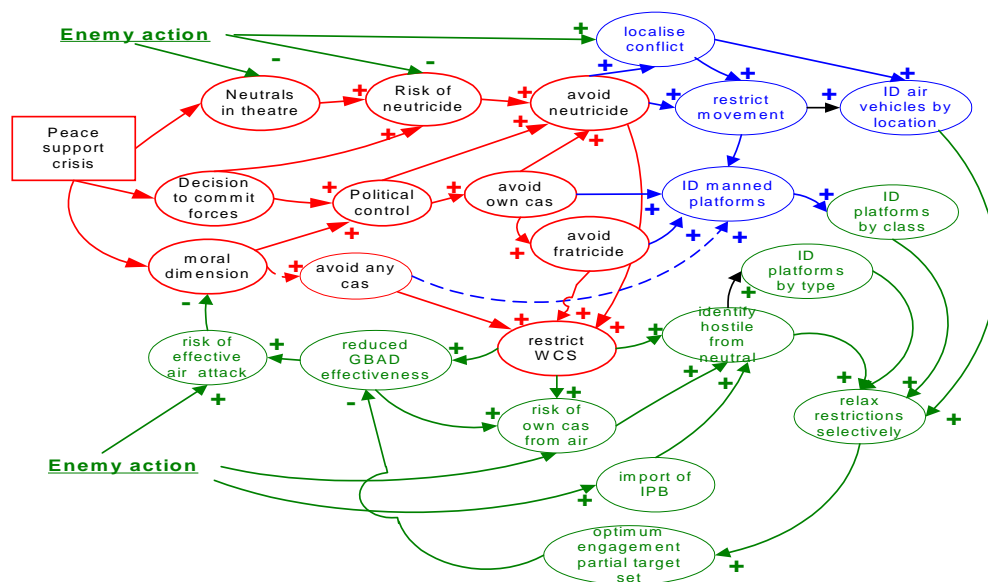 Enemy action
localise
conflict
Neutrals
in theatre
Risk of
neutricide
avoid
neutricide
restrict
movement
ID air
vehicles by
location
Peace
support
crisis
Decision
to commit
forces
Political
control
avoid
own cas
ID manned
platforms
ID
platforms
by class
moral
dimension
avoid any
cas
avoid
fratricide
ID
platforms
by type
risk of
effective
air attack
reduced
GBAD
effectiveness
restrict
WCS
identify
hostile
from
neutral
relax
restrictions
selectively
risk of
own cas
from air
Enemy action
import of
IPB
optimum
engagement
partial target
set